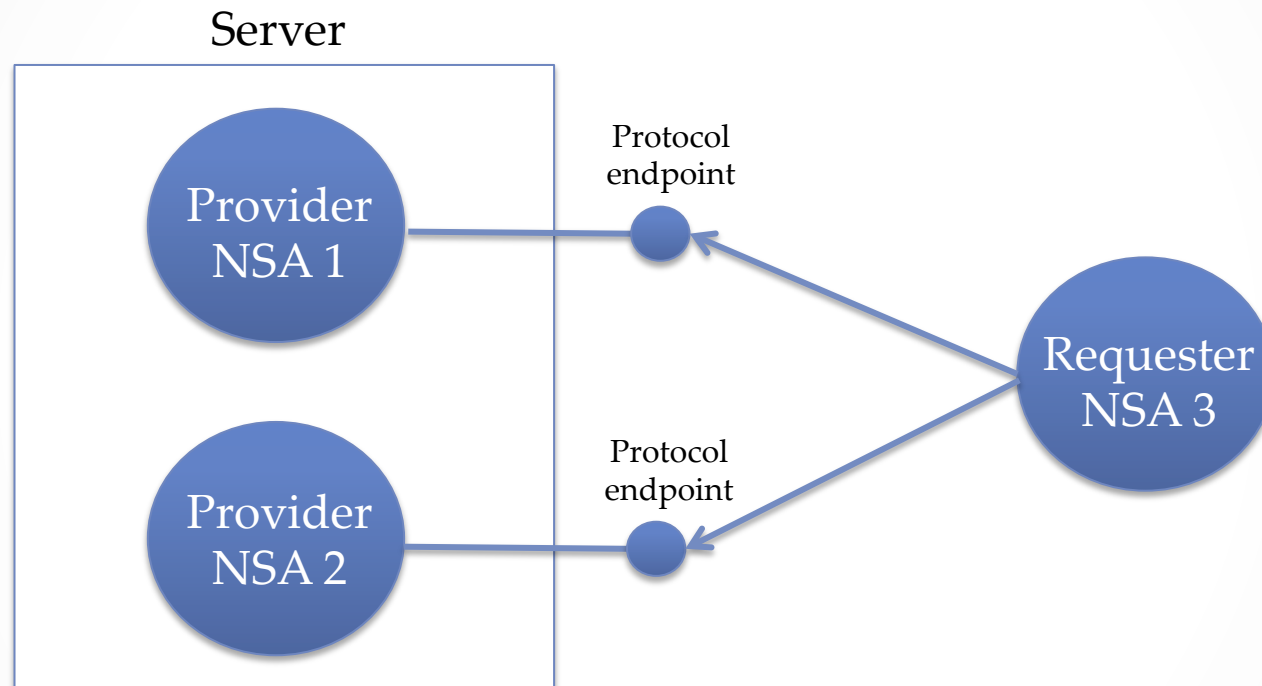 Server
Provider
NSA 1
Protocol
endpoint
Requester
NSA 3
Provider
NSA 2
Protocol
endpoint